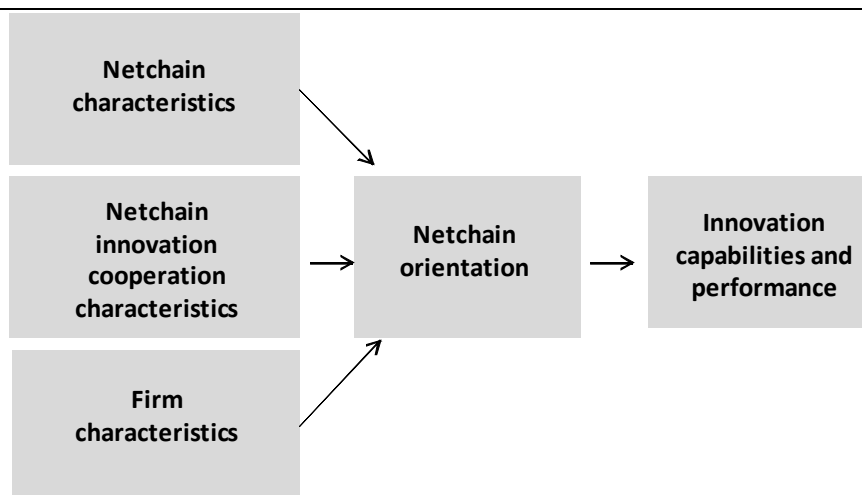 Netchain
characteristics
Netchain
innovation
cooperation
characteristics
Firm
characteristics
Netchain
orientation
Innovation
capabilities and
performance